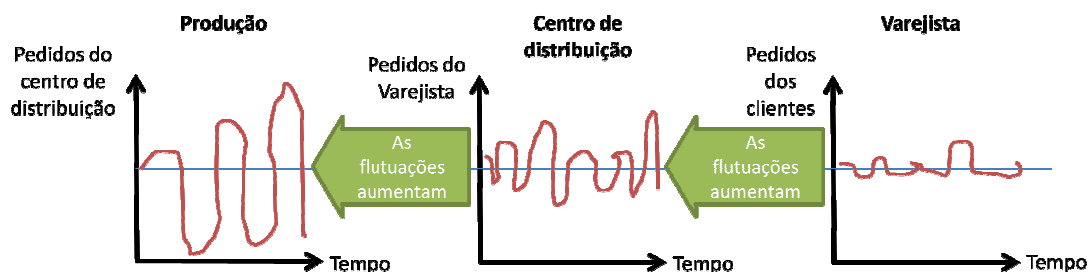 Produção
Pedidos do
centro de
distribuição
As
flutuações
aumentam
Tempo
Centro de
distribuição
Pedidos do
Varejista
As
flutuações
aumentam
Tempo
Varejista
Pedidos
dos
clientes
Tempo